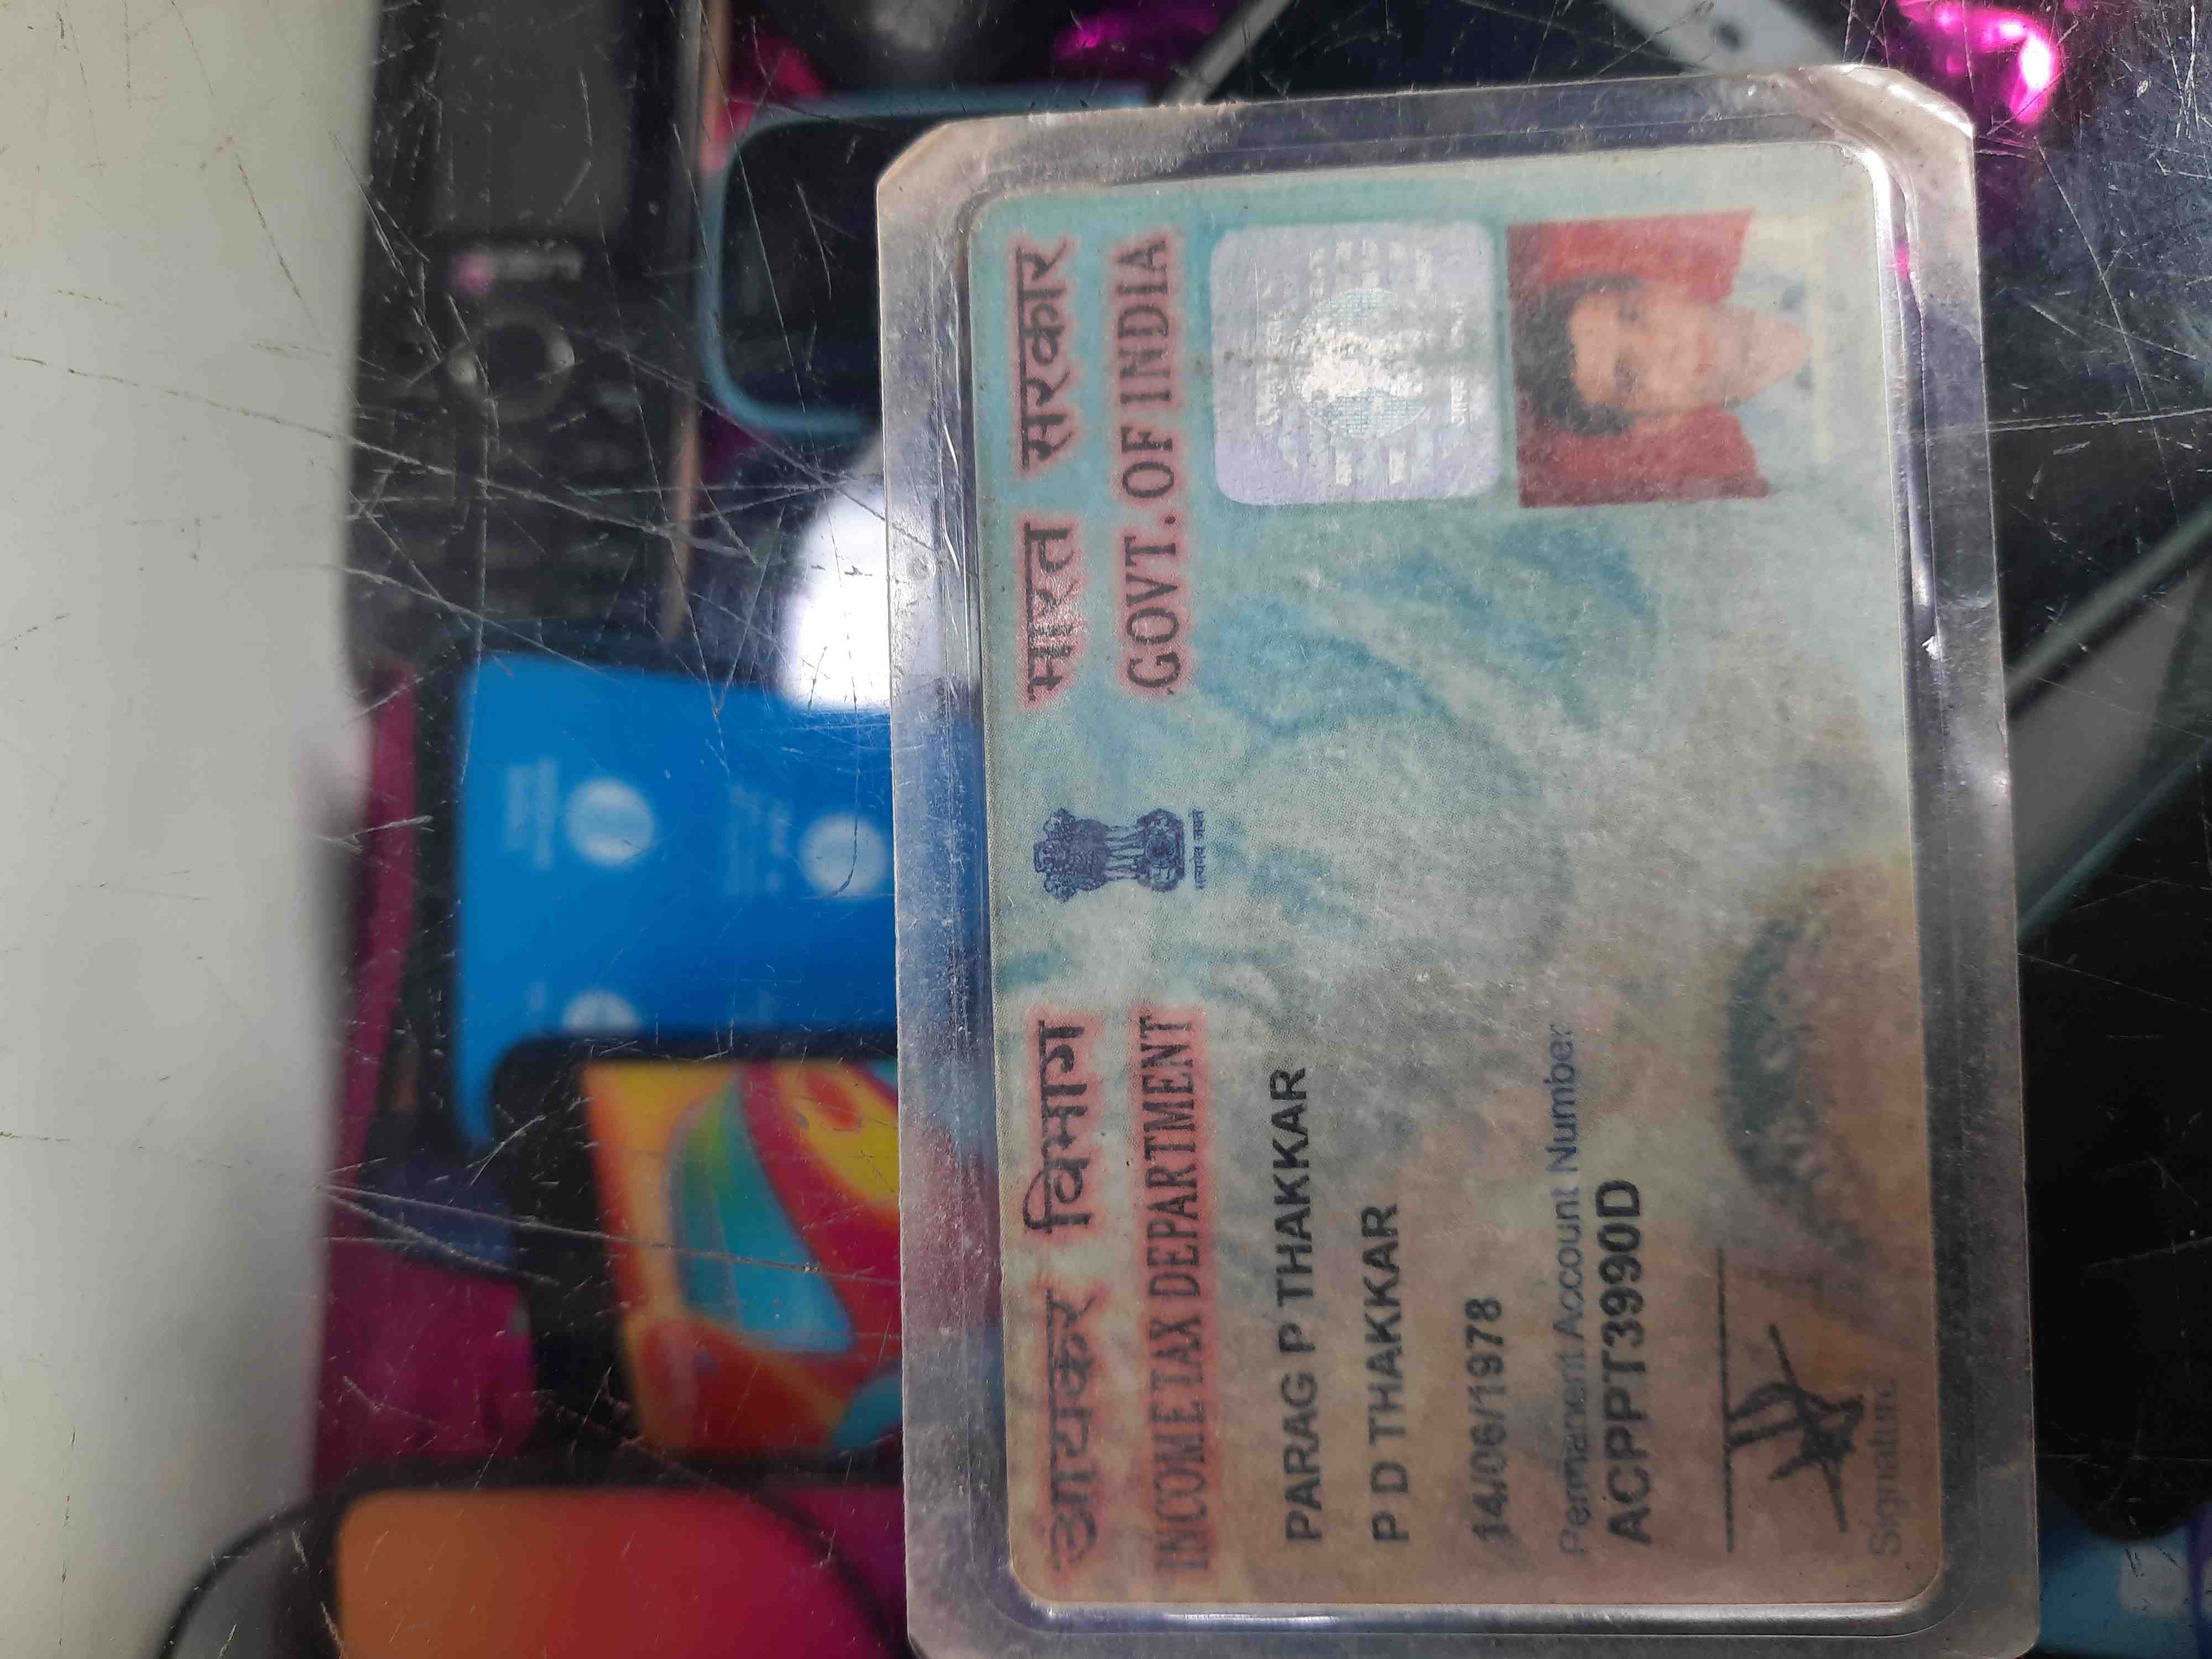 आयकर विभाग
INCOME TAX DEPARTMENT
सत्यमेव जयते
भारत सरकार
GOVT. OF INDIA
PARAG P THAKKAR
P D THAKKAR
14/06/1978
Permanent Account Number
ACPPT3990D
Signature